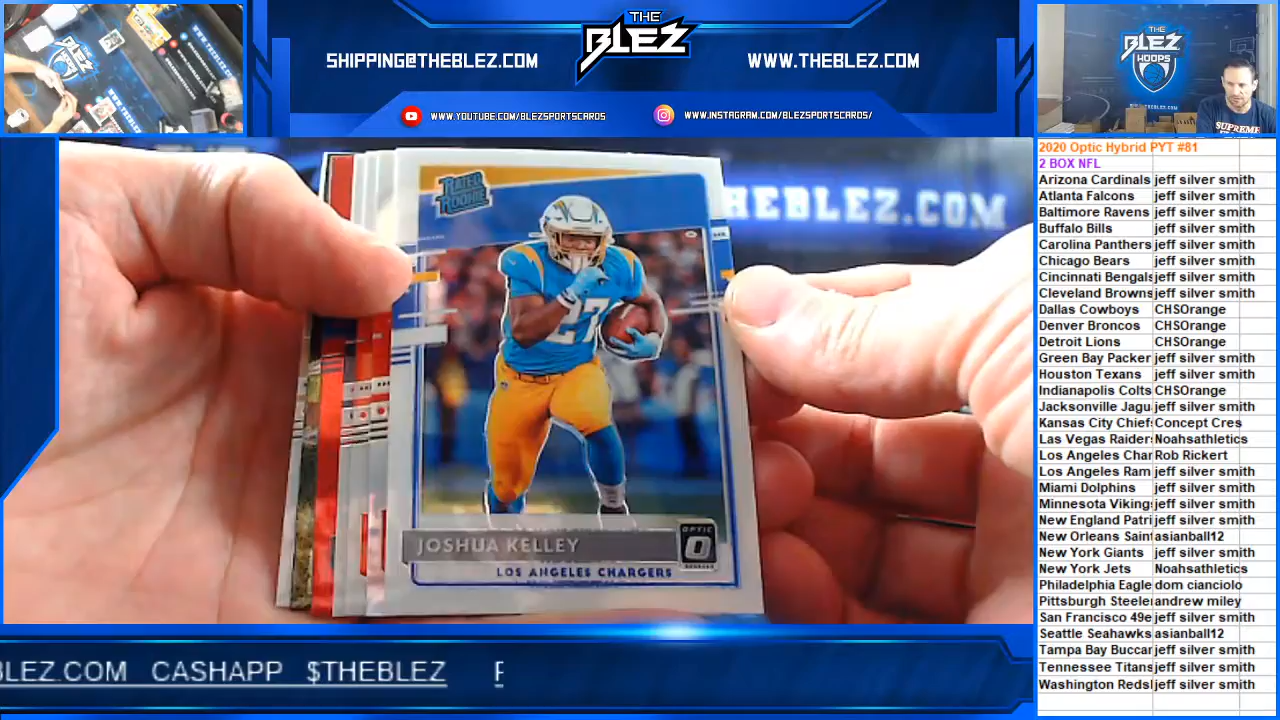 SHIPPING@THEBLEZ.COM
THE
BLEZ
WWW.THEBLEZ.COM
WWW.YOUTUBE.COM/BLEZSPORTSCARDS
WWW.INSTAGRAM.COM/BLEZSPORTSCARDS/
THE
BLEZ
HOOPS
SUPREME
HEBLEZ.COM
RATED
ROOKIE
27
JOSHUA KELLEY
OPTIC
LOS ANGELES CHARGERS
2020 Optic Hybrid PYT #81
2 BOX NFL
Arizona Cardinals jeff silver smith
Atlanta Falcons jeff silver smith
Baltimore Ravens jeff silver smith
Buffalo Bills jeff silver smith
Carolina Panthers jeff silver smith
Chicago Bears jeff silver smith
Cincinnati Bengals jeff silver smith
Cleveland Browns jeff silver smith
Dallas Cowboys CHSOrange
Denver Broncos CHSOrange
Detroit Lions CHSOrange
Green Bay Packer jeff silver smith
Houston Texans jeff silver smith
Indianapolis Colts CHSOrange
Jacksonville Jagu jeff silver smith
Kansas City Chief Concept Cres
Las Vegas Raider Noahsathletics
Los Angeles Char Rob Rickert
Los Angeles Ram jeff silver smith
Miami Dolphins jeff silver smith
Minnesota Viking jeff silver smith
New England Patri jeff silver smith
New Orleans Saint asianball12
New York Giants jeff silver smith
New York Jets Noahsathletics
Philadelphia Eagle dom cianciolo
Pittsburgh Steele andrew miley
San Francisco 49e jeff silver smith
Seattle Seahawks asianball12
Tampa Bay Buccar jeff silver smith
Tennessee Titans jeff silver smith
Washington Reds jeff silver smith
BLEZ.COM CASHAPP $THEBLEZ